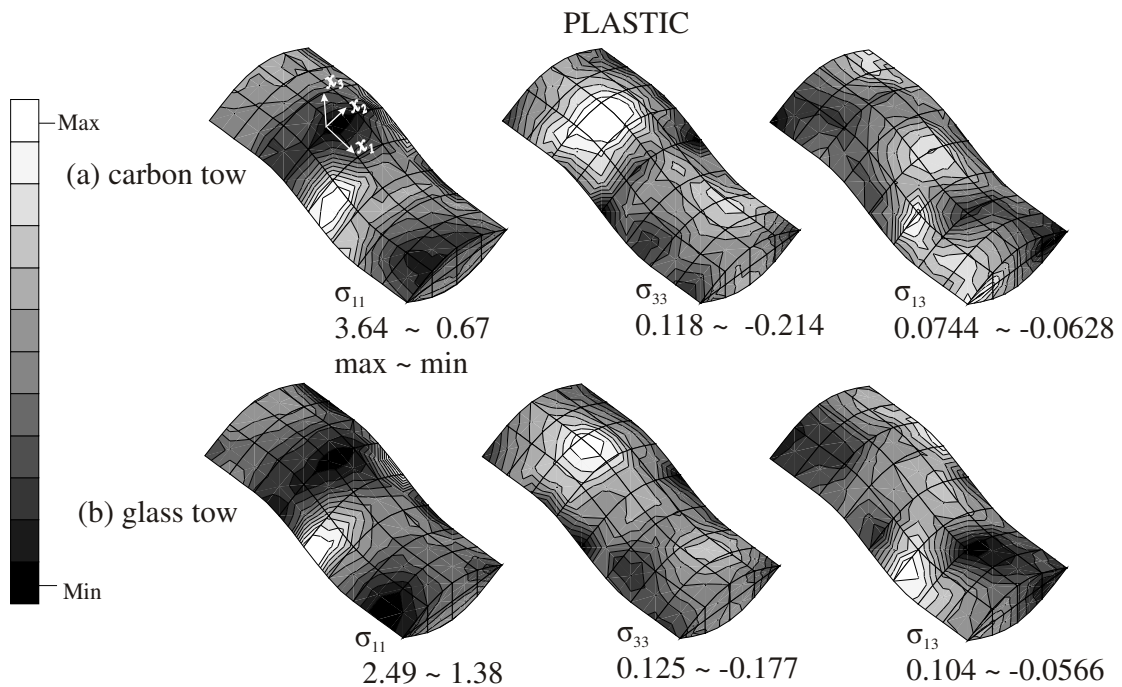 PLASTIC
Max
Min
x₃
x₂
x₁
(a) carbon tow
σ₁₁
3.64 ~ 0.67
max ~ min
σ₃₃
0.118 ~ -0.214
σ₁₃
0.0744 ~ -0.0628
(b) glass tow
σ₁₁
2.49 ~ 1.38
σ₃₃
0.125 ~ -0.177
σ₁₃
0.104 ~ -0.0566